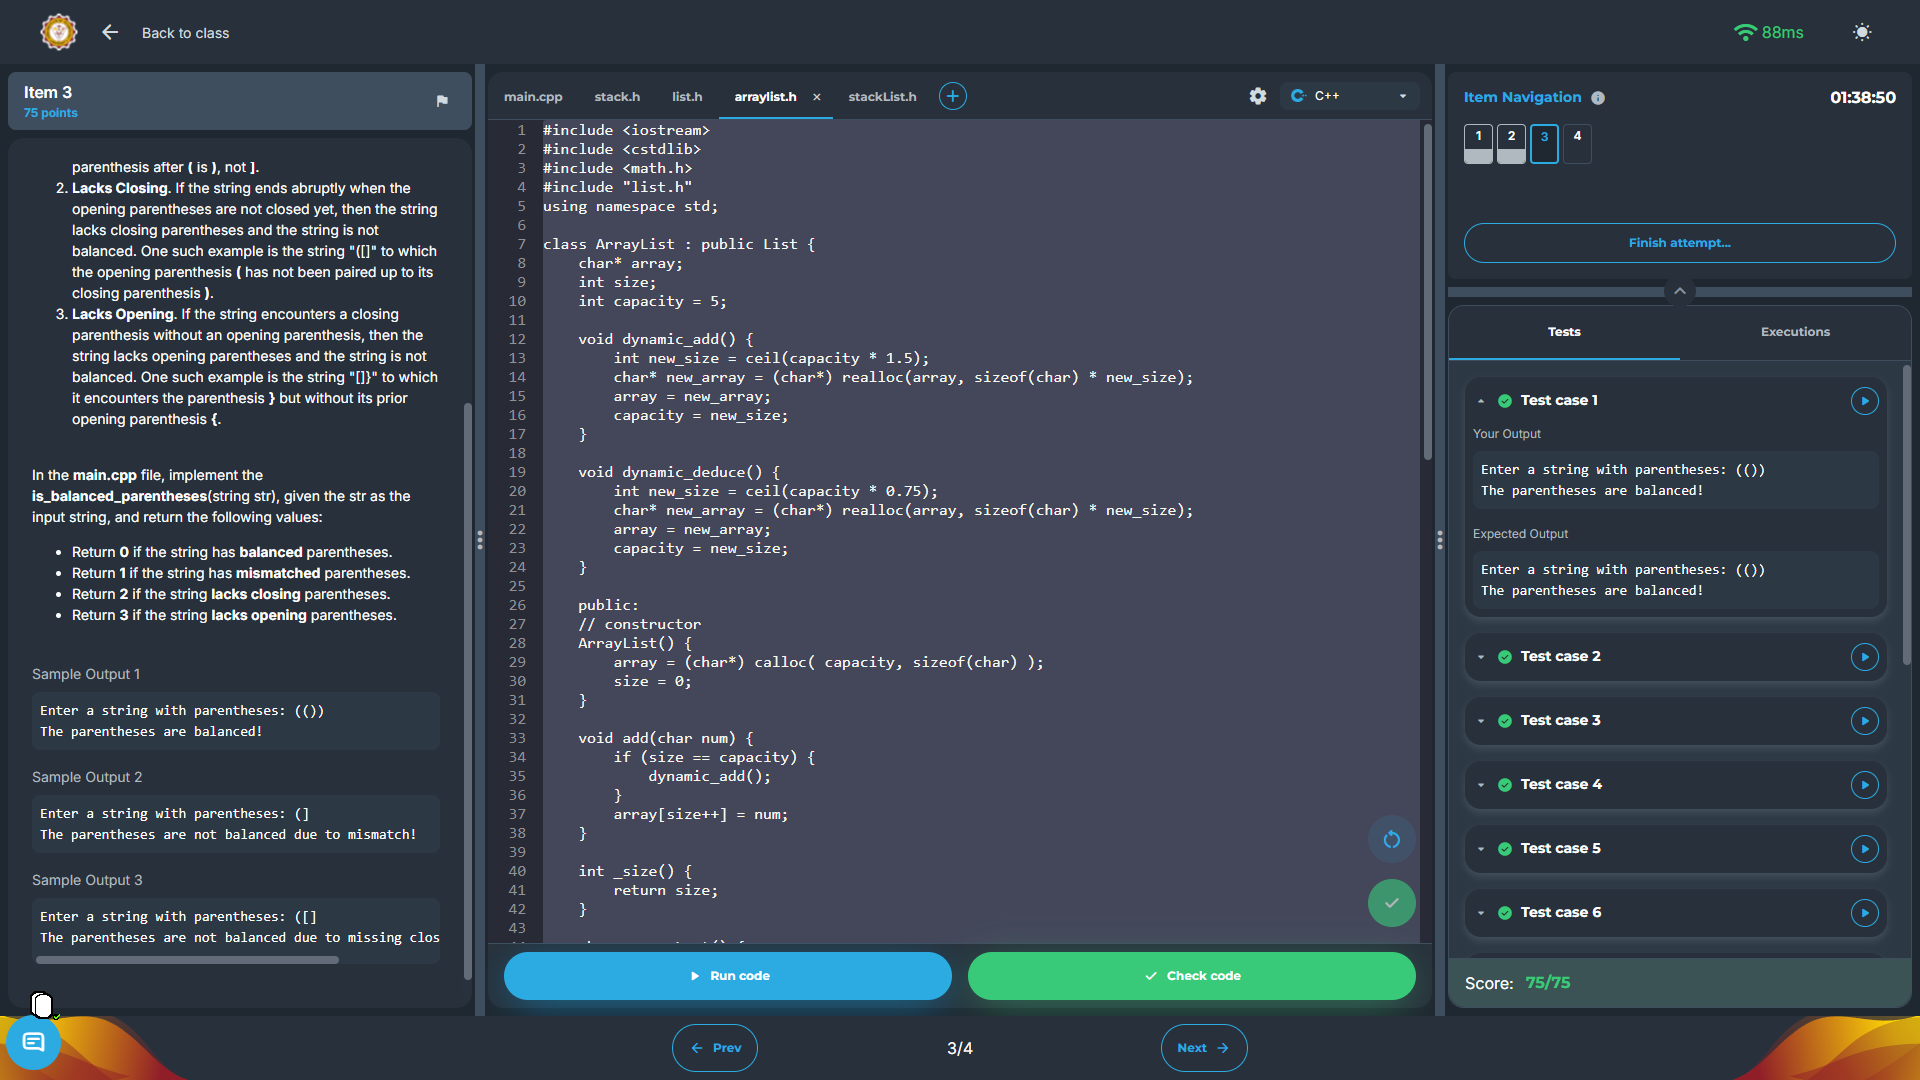 Back to class
88ms
Item 3
75 points
parenthesis after ( is ), not ].
2. Lacks Closing. If the string ends abruptly when the
opening parentheses are not closed yet, then the string
lacks closing parentheses and the string is not
balanced. One such example is the string "([]" to which
the opening parenthesis ( has not been paired up to its
closing parenthesis ).
3. Lacks Opening. If the string encounters a closing
parenthesis without an opening parenthesis, then the
string lacks opening parentheses and the string is not
balanced. One such example is the string "[]}" to which
it encounters the parenthesis } but without its prior
opening parenthesis {.
In the main.cpp file, implement the
is_balanced_parentheses(string str), given the str as the
input string, and return the following values:
• Return 0 if the string has balanced parentheses.
• Return 1 if the string has mismatched parentheses.
• Return 2 if the string lacks closing parentheses.
• Return 3 if the string lacks opening parentheses.
Sample Output 1
Enter a string with parentheses: (())
The parentheses are balanced!
Sample Output 2
Enter a string with parentheses: (]
The parentheses are not balanced due to mismatch!
Sample Output 3
Enter a string with parentheses: ([]
The parentheses are not balanced due to missing clos
main.cpp stack.h list.h arraylist.h × stackList.h +
C++
1 #include <iostream>
2 #include <cstdlib>
3 #include <math.h>
4 #include "list.h"
5 using namespace std;
6
7 class ArrayList : public List {
8 char* array;
9 int size;
10 int capacity = 5;
11
12 void dynamic_add() {
13 int new_size = ceil(capacity * 1.5);
14 char* new_array = (char*) realloc(array, sizeof(char) * new_size);
15 array = new_array;
16 capacity = new_size;
17 }
18
19 void dynamic_deduce() {
20 int new_size = ceil(capacity * 0.75);
21 char* new_array = (char*) realloc(array, sizeof(char) * new_size);
22 array = new_array;
23 capacity = new_size;
24 }
25
26 public:
27 // constructor
28 ArrayList() {
29 array = (char*) calloc( capacity, sizeof(char) );
30 size = 0;
31 }
32
33 void add(char num) {
34 if (size == capacity) {
35 dynamic_add();
36 }
37 array[size++] = num;
38 }
39
40 int _size() {
41 return size;
42 }
43
Run code
Check code
Item Navigation
01:38:50
1 2 3 4
Finish attempt...
Tests Executions
Test case 1
Your Output
Enter a string with parentheses: (())
The parentheses are balanced!
Expected Output
Enter a string with parentheses: (())
The parentheses are balanced!
Test case 2
Test case 3
Test case 4
Test case 5
Test case 6
Score: 75/75
Prev
3/4
Next